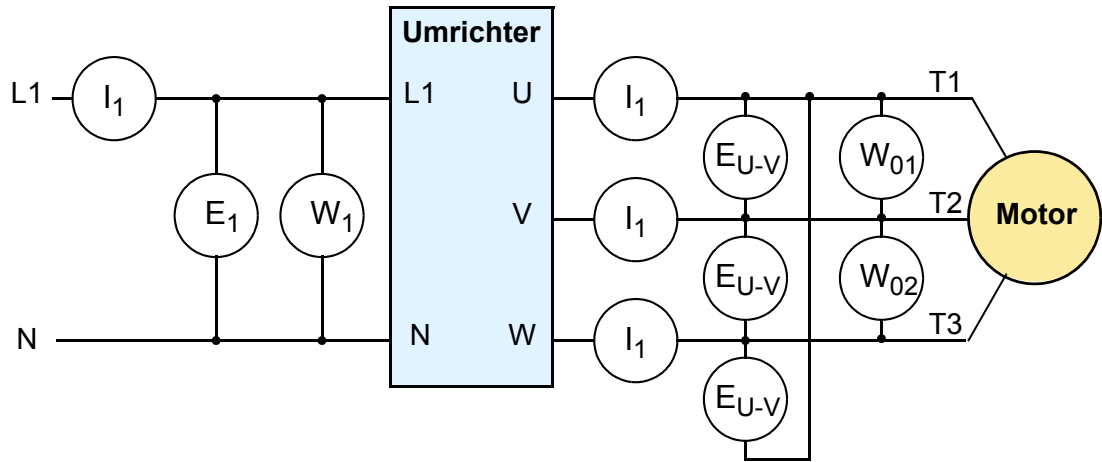 Umrichter
L1 I1 L1 U I1 T1
EU-V W01
E1 W1 V I1 T2 Motor
EU-V W02
N N W I1 T3
EU-V